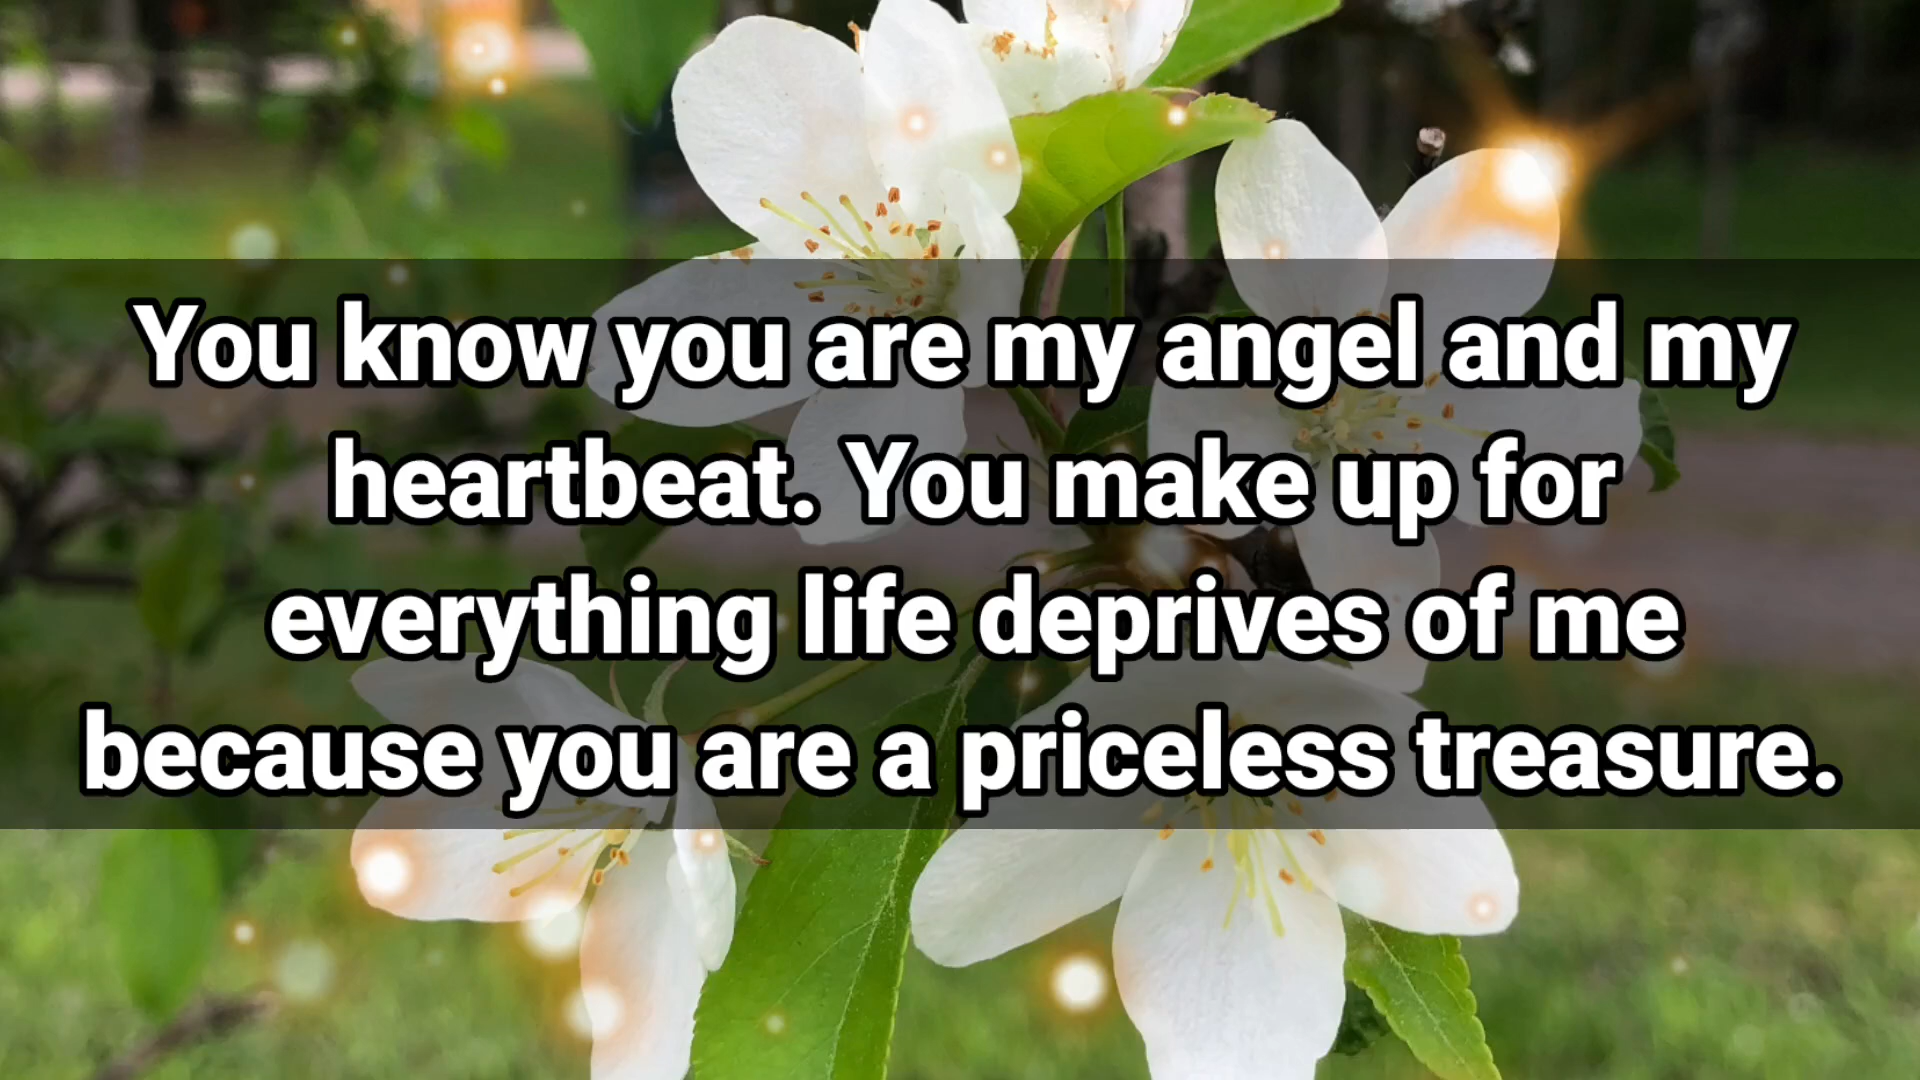 You know you are my angel and my
heartbeat. You make up for
everything life deprives of me
because you are a priceless treasure.